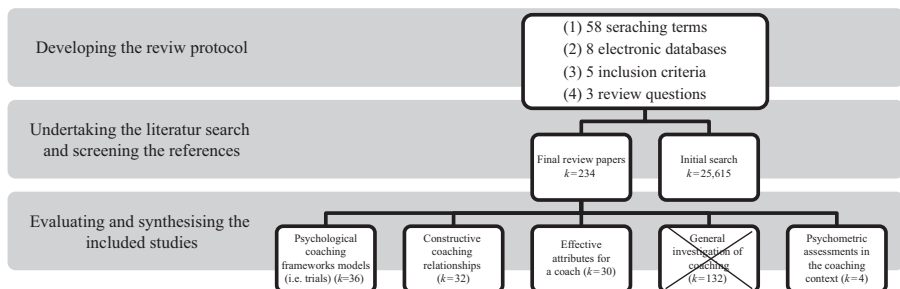 Developing the reviw protocol
(1) 58 seraching terms
(2) 8 electronic databases
(3) 5 inclusion criteria
(4) 3 review questions
Undertaking the literatur search
and screening the references
Final review papers
k=234
Initial search
k=25,615
Evaluating and synthesising the
included studies
Psychological
coaching
frameworks models
(i.e. trials) (k=36)
Constructive
coaching
relationships
(k=32)
Effective
attributes for
a coach (k=30)
General
investigation of
coaching
(k=132)
Psychometric
assessments in
the coaching
context (k=4)